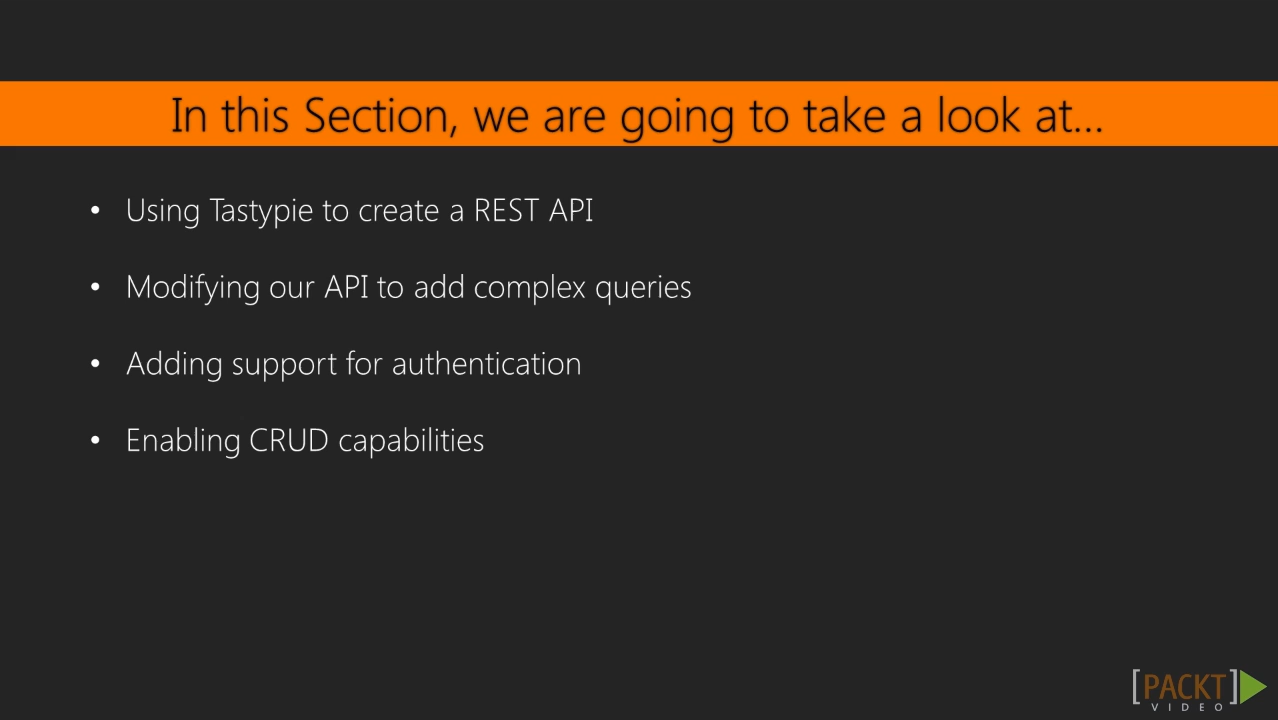 In this Section, we are going to take a look at...
• Using Tastypie to create a REST API
• Modifying our API to add complex queries
• Adding support for authentication
• Enabling CRUD capabilities
[PACKT]
VIDEO